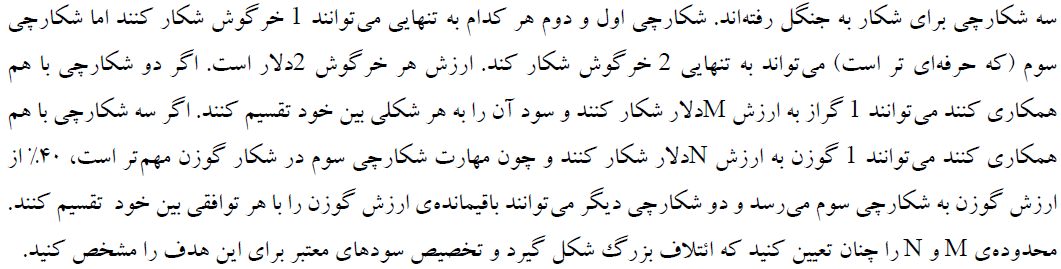 سه شکارچی برای شکار به جنگل رفته‌اند. شکارچی اول و دوم هر کدام به تنهایی می‌توانند 1 خرگوش شکار کنند اما شکارچی
سوم (که حرفه‌ای تر است) می‌تواند به تنهایی 2 خرگوش شکار کند. ارزش هر خرگوش 2دلار است. اگر دو شکارچی با هم
همکاری کنند می‌توانند 1 گراز به ارزش Mدلار شکار کنند و سود آن را به هر شکلی بین خود تقسیم کنند. اگر سه شکارچی با هم
همکاری کنند می‌توانند 1 گوزن به ارزش Nدلار شکار کنند و چون مهارت شکارچی سوم در شکار گوزن مهم‌تر است، ۴۰٪ از
ارزش گوزن به شکارچی سوم می‌رسد و دو شکارچی دیگر می‌توانند باقیمانده‌ی ارزش گوزن را با هر توافقی بین خود تقسیم کنند.
محدوده‌ی M و N را چنان تعیین کنید که ائتلاف بزرگ شکل گیرد و تخصیص سودهای معتبر برای این هدف را مشخص کنید.